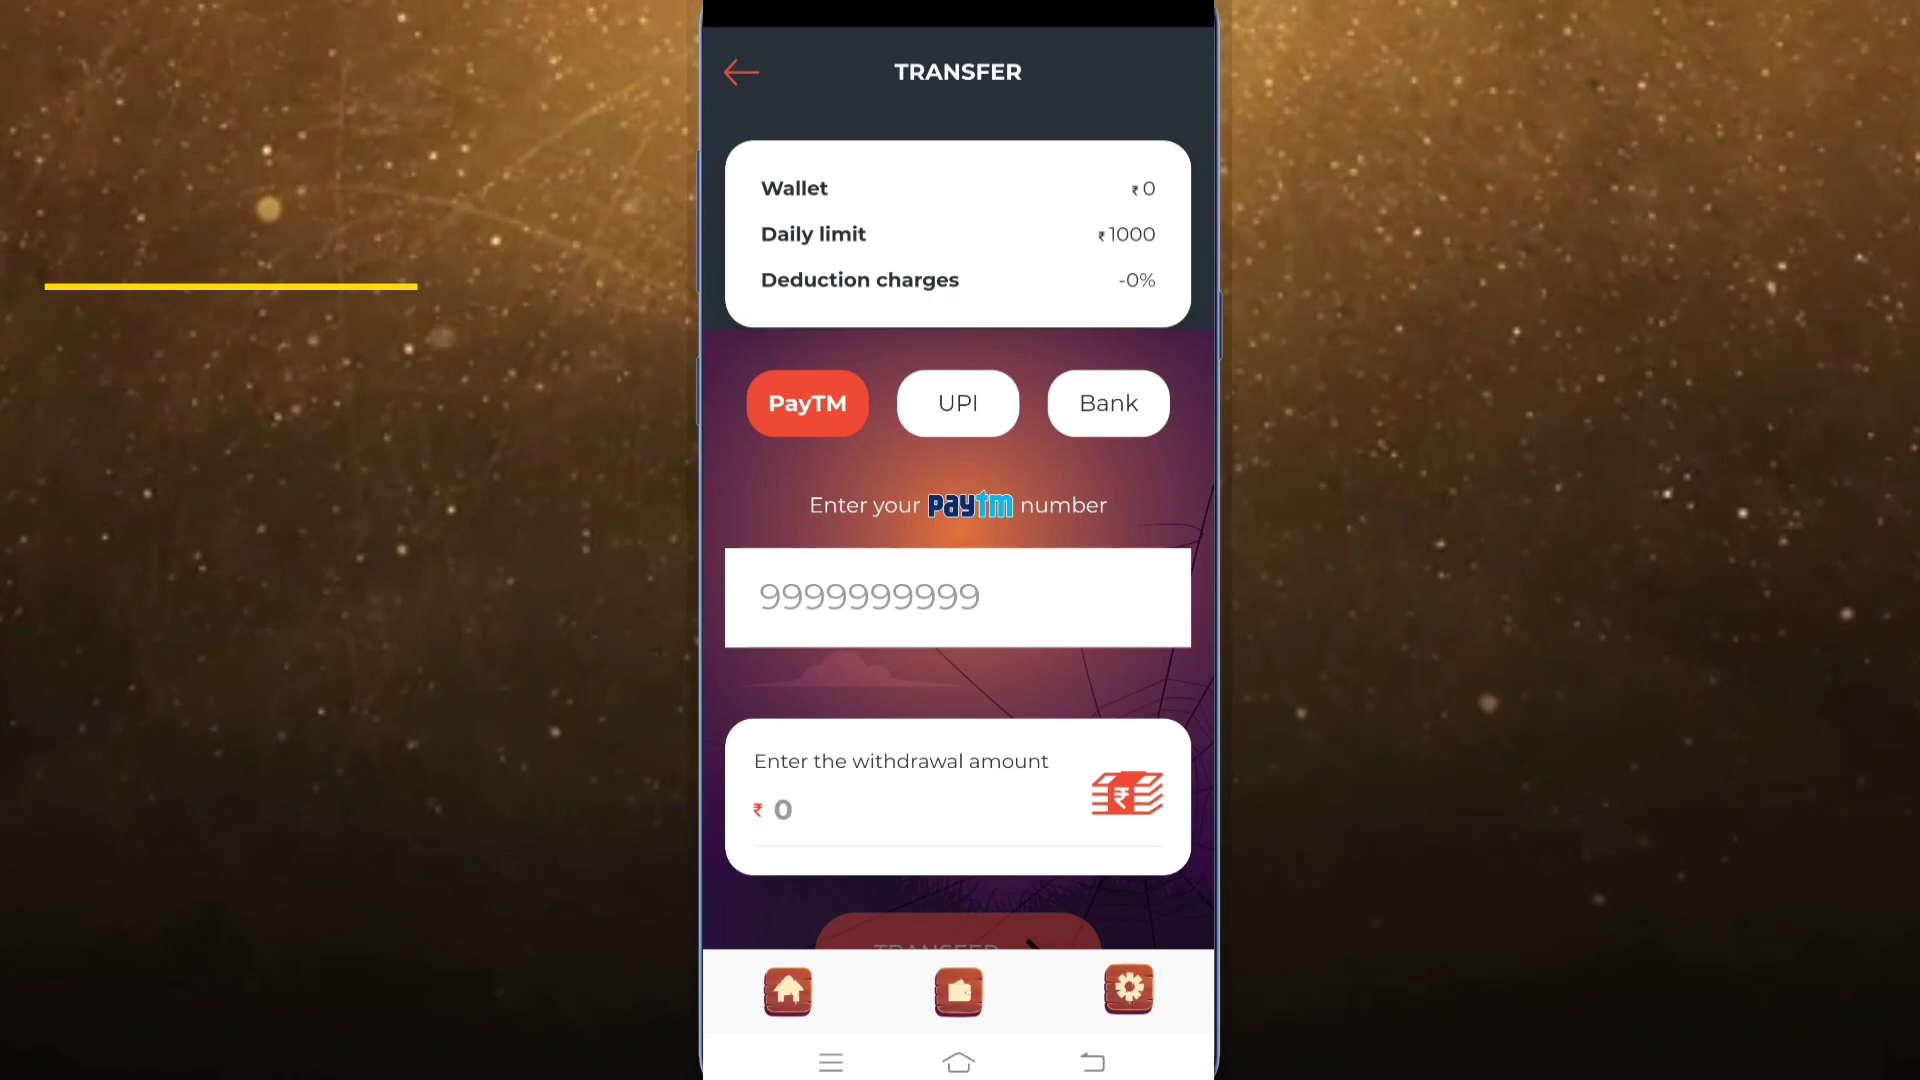 TRANSFER
Wallet ₹ 0
Daily limit ₹ 1000
Deduction charges -0%
PayTM UPI Bank
Enter your paytm number
9999999999
Enter the withdrawal amount
₹ 0
TRANSFER